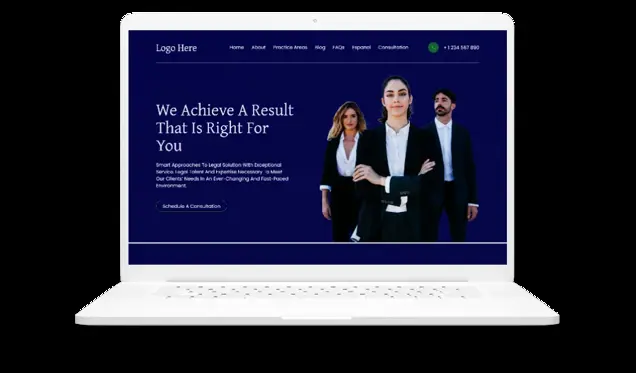 Logo Here
Home About Practice Areas Blog FAQs Espanol Consultation
+1 234 567 890
We Achieve A Result
That Is Right For
You
Smart Approaches To Legal Solution With Exceptional
Service. Legal Talent And Expertise Necessary To Meet
Our Clients' Needs In An Ever-Changing And Fast-Paced
Environment.
Schedule A Consultation